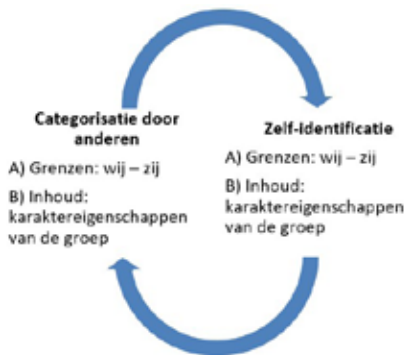 Categorisatie door
anderen
A) Grenzen: wij – zij
B) Inhoud:
karaktereigenschappen
van de groep
Zelf-identificatie
A) Grenzen: wij – zij
B) Inhoud:
karaktereigenschappen
van de groep